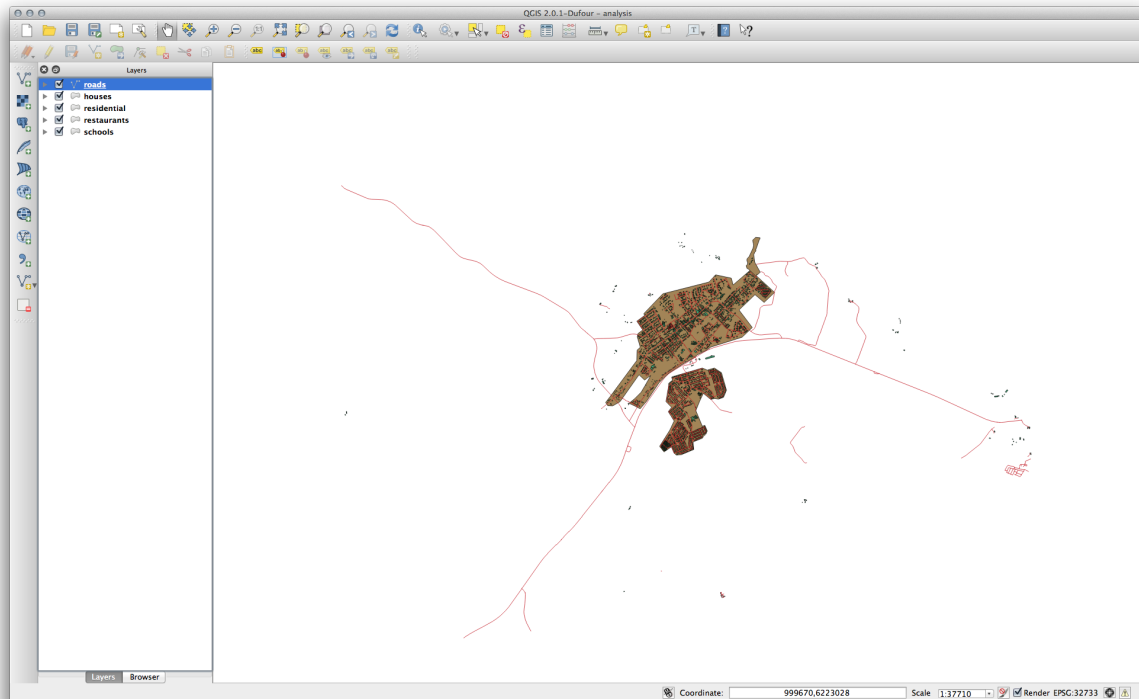 QGIS 2.0.1-Dufour - analysis
Layers
roads
houses
residential
restaurants
schools
Layers Browser
Coordinate: 999670,6223028 Scale 1:37710 Render EPSG:32733